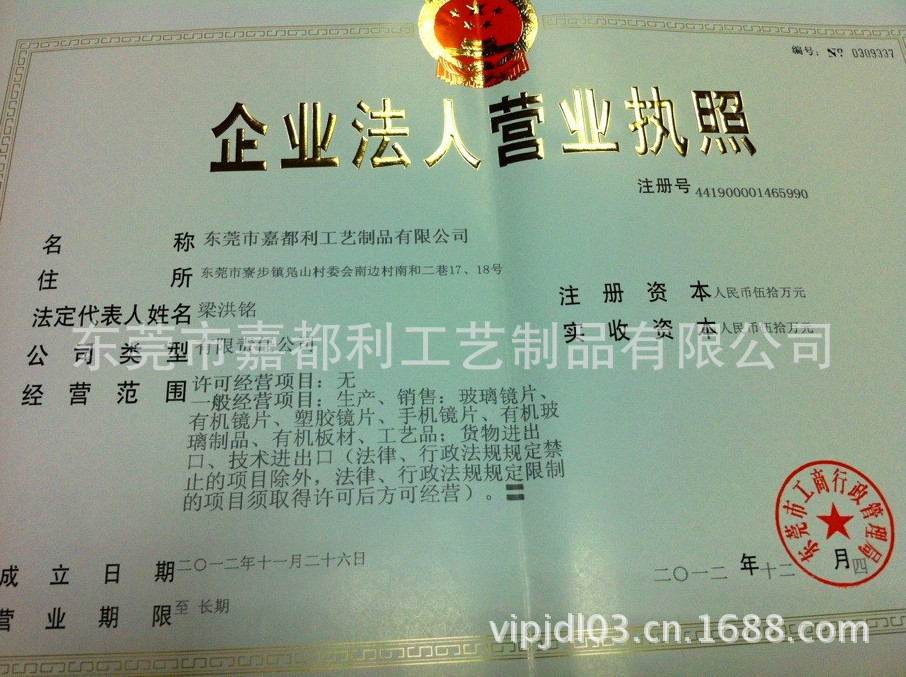 编号: № 0309337
企业法人营业执照
注册号 441900001465990
名 称 东莞市嘉都利工艺制品有限公司
住 所 东莞市寮步镇凫山村委会南边村南和二巷17、18号
法定代表人姓名 梁洪铭
公司类型 有限责任公司
注册资本 人民币伍拾万元
实收资本 人民币伍拾万元
东莞市嘉都利工艺制品有限公司
经营范围 许可经营项目: 无
一般经营项目: 生产、销售: 玻璃镜片、
有机镜片、塑胶镜片、手机镜片、有机玻
璃制品、有机板材、工艺品; 货物进出
口、技术进出口 (法律、行政法规规定禁
止的项目除外, 法律、行政法规规定限制
的项目须取得许可后方可经营)。
东莞市工商行政管理局
成立日期 二〇一二年十一月二十六日
二〇一二 年 十二 月 四
营业期限 至 长期
vipjdl03.cn.1688.com